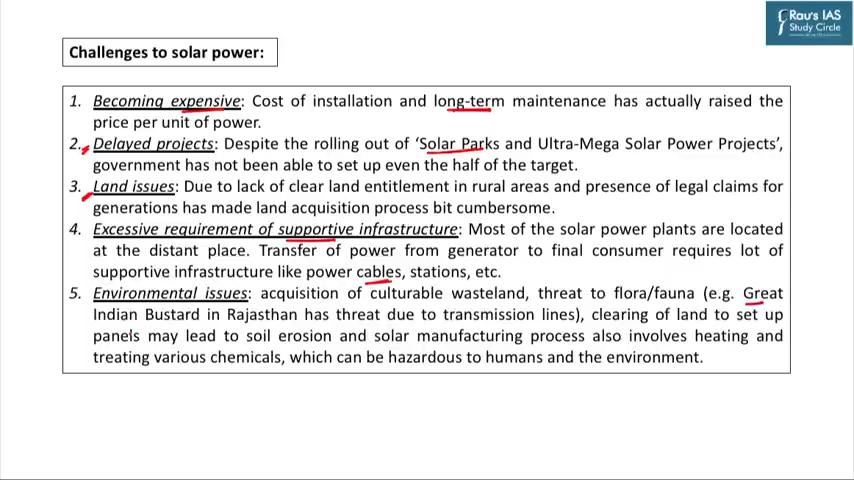 Rau's IAS
Study Circle
Challenges to solar power:
1. Becoming expensive: Cost of installation and long-term maintenance has actually raised the
price per unit of power.
2. Delayed projects: Despite the rolling out of 'Solar Parks and Ultra-Mega Solar Power Projects',
government has not been able to set up even the half of the target.
3. Land issues: Due to lack of clear land entitlement in rural areas and presence of legal claims for
generations has made land acquisition process bit cumbersome.
4. Excessive requirement of supportive infrastructure: Most of the solar power plants are located
at the distant place. Transfer of power from generator to final consumer requires lot of
supportive infrastructure like power cables, stations, etc.
5. Environmental issues: acquisition of culturable wasteland, threat to flora/fauna (e.g. Great
Indian Bustard in Rajasthan has threat due to transmission lines), clearing of land to set up
panels may lead to soil erosion and solar manufacturing process also involves heating and
treating various chemicals, which can be hazardous to humans and the environment.